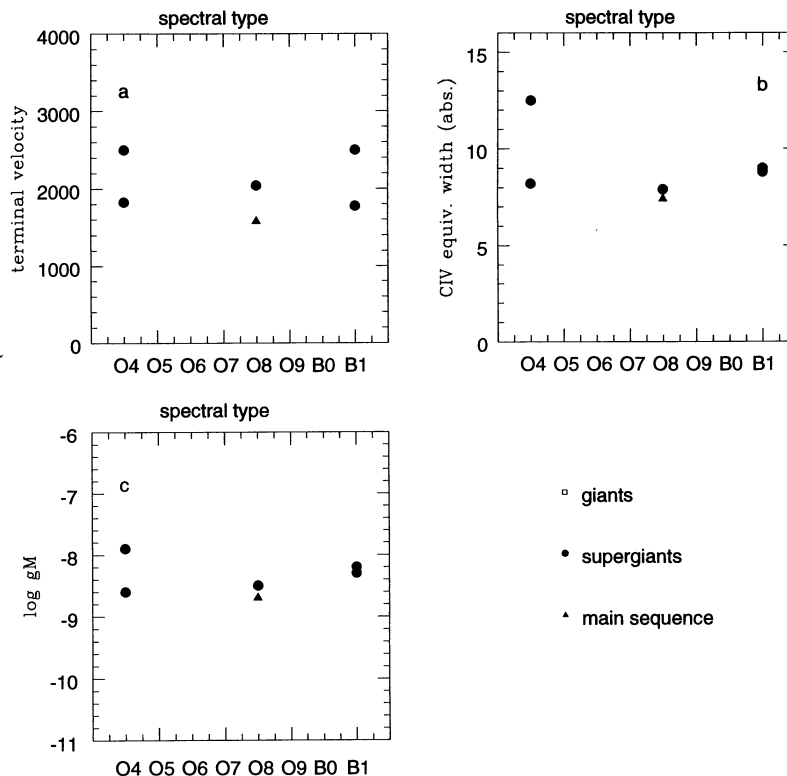 spectral type
4000
3000
2000
1000
0
terminal velocity
a
O4 O5 O6 O7 O8 O9 B0 B1
spectral type
15
10
5
0
CIV equiv. width (abs.)
b
O4 O5 O6 O7 O8 O9 B0 B1
spectral type
-6
-7
-8
-9
-10
-11
log gM
c
O4 O5 O6 O7 O8 O9 B0 B1
giants
supergiants
main sequence